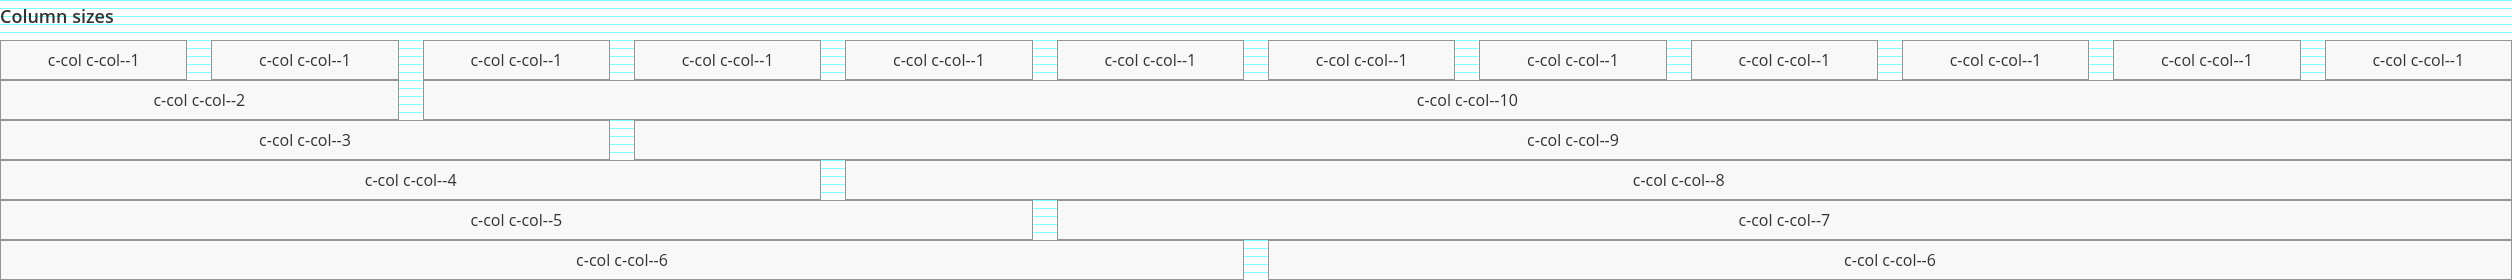 Column sizes
c-col c-col--1 c-col c-col--1 c-col c-col--1 c-col c-col--1 c-col c-col--1 c-col c-col--1 c-col c-col--1 c-col c-col--1 c-col c-col--1 c-col c-col--1 c-col c-col--1 c-col c-col--1
c-col c-col--2 c-col c-col--10
c-col c-col--3 c-col c-col--9
c-col c-col--4 c-col c-col--8
c-col c-col--5 c-col c-col--7
c-col c-col--6 c-col c-col--6